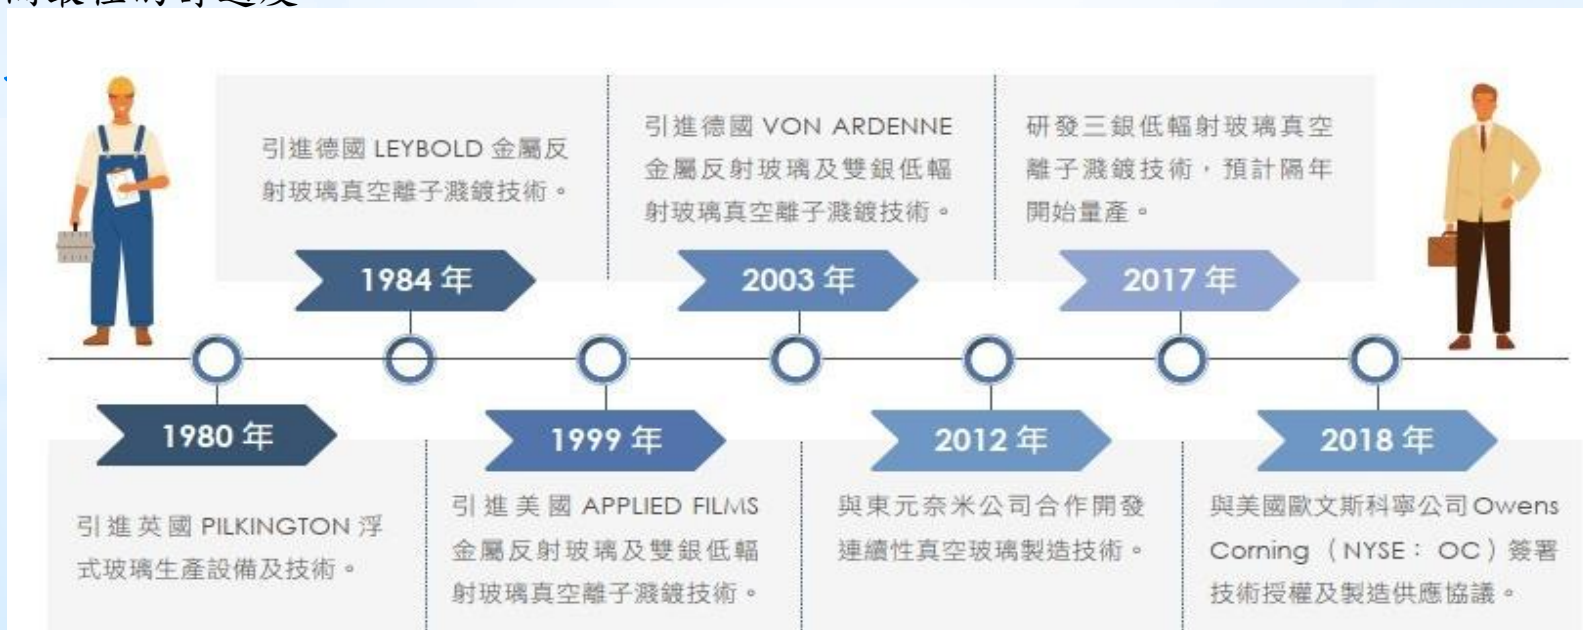 引進德國 LEYBOLD 金屬反
射玻璃真空離子濺鍍技術。
1984 年
引進德國 VON ARDENNE
金屬反射玻璃及雙銀低輻
射玻璃真空離子濺鍍技術。
2003 年
研發三銀低輻射玻璃真空
離子濺鍍技術，預計隔年
開始量產。
2017 年
1980 年
引進英國 PILKINGTON 浮
式玻璃生產設備及技術。
1999 年
引進美國 APPLIED FILMS
金屬反射玻璃及雙銀低輻
射玻璃真空離子濺鍍技術。
2012 年
與東元奈米公司合作開發
連續性真空玻璃製造技術。
2018 年
與美國歐文斯科寧公司 Owens
Corning（NYSE：OC）簽署
技術授權及製造供應協議。